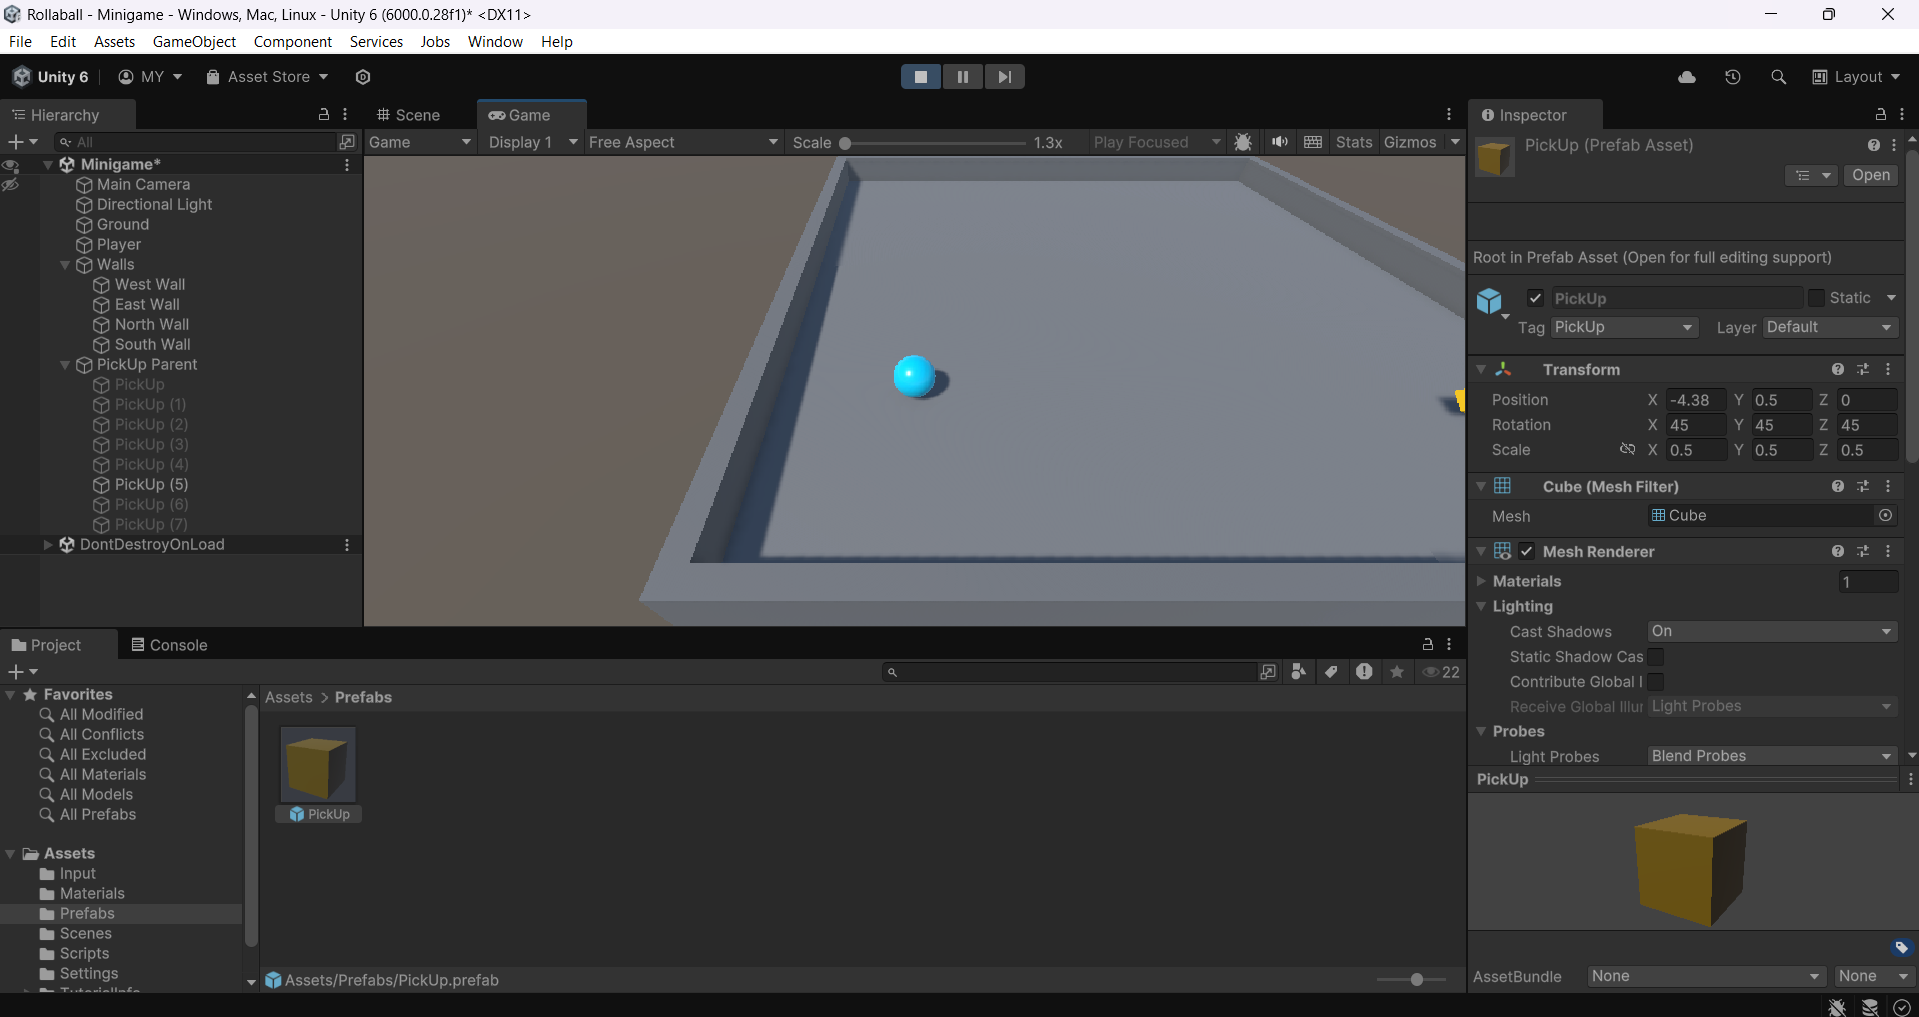 Rollaball - Minigame - Windows, Mac, Linux - Unity 6 (6000.0.28f1)* <DX11>
File Edit Assets GameObject Component Services Jobs Window Help
Unity 6 MY Asset Store Layout
Hierarchy
All
Minigame*
Main Camera
Directional Light
Ground
Player
Walls
West Wall
East Wall
North Wall
South Wall
PickUp Parent
PickUp
PickUp (1)
PickUp (2)
PickUp (3)
PickUp (4)
PickUp (5)
PickUp (6)
PickUp (7)
DontDestroyOnLoad
Scene Game
Game Display 1 Free Aspect Scale 1.3x Play Focused Stats Gizmos
Inspector
PickUp (Prefab Asset)
Open
Root in Prefab Asset (Open for full editing support)
PickUp Static
Tag PickUp Layer Default
Transform
Position X -4.38 Y 0.5 Z 0
Rotation X 45 Y 45 Z 45
Scale X 0.5 Y 0.5 Z 0.5
Cube (Mesh Filter)
Mesh Cube
Mesh Renderer
Materials 1
Lighting
Cast Shadows On
Static Shadow Cas
Contribute Global I
Receive Global Illur Light Probes
Probes
Light Probes Blend Probes
PickUp
AssetBundle None None
Project Console
22
Favorites
All Modified
All Conflicts
All Excluded
All Materials
All Models
All Prefabs
Assets
Input
Materials
Prefabs
Scenes
Scripts
Settings
Assets > Prefabs
PickUp
Assets/Prefabs/PickUp.prefab